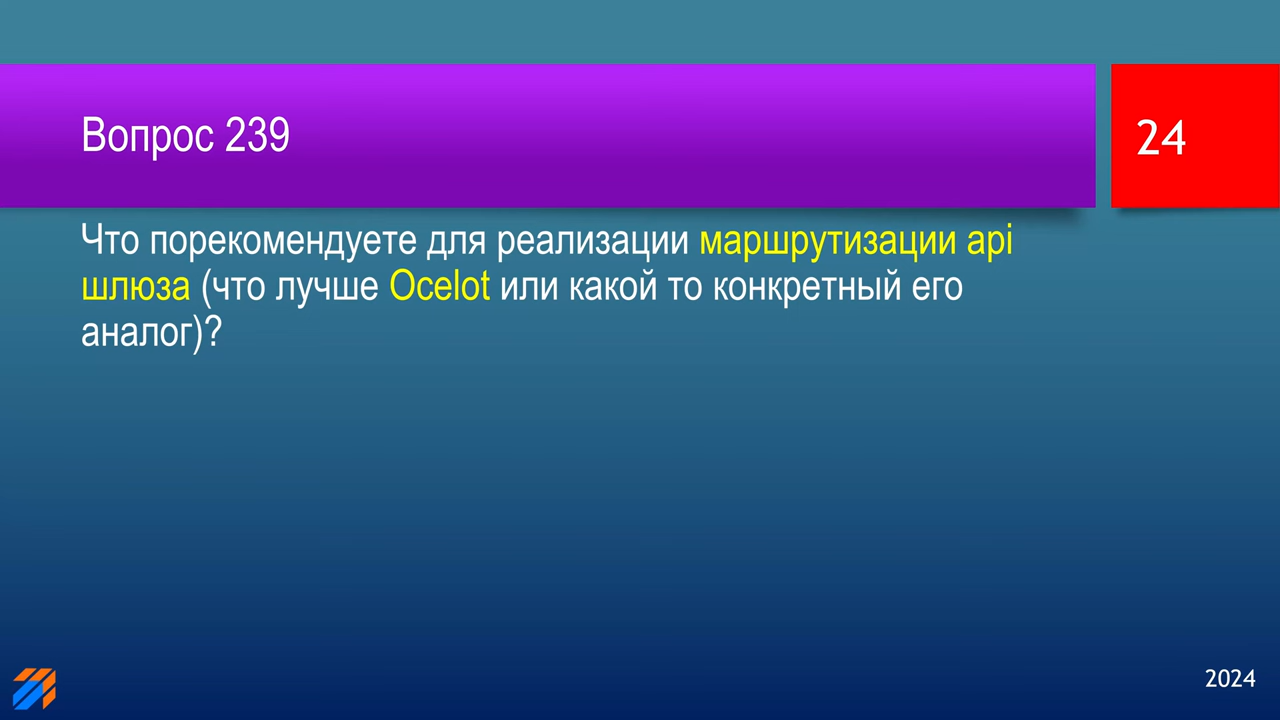 Вопрос 239
24
Что порекомендуете для реализации маршрутизации api
шлюза (что лучше Ocelot или какой то конкретный его
аналог)?
2024